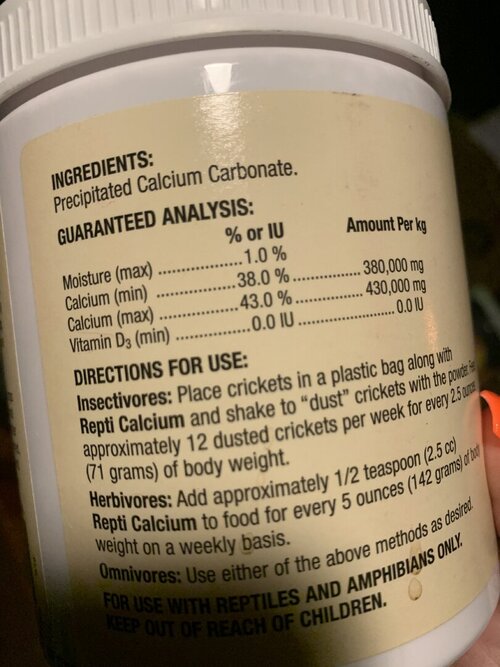 INGREDIENTS:
Precipitated Calcium Carbonate.
GUARANTEED ANALYSIS:
% or IU Amount Per kg
Moisture (max) ..................1.0 %
Calcium (min) ..................38.0 % ............... 380,000 mg
Calcium (max) ..................43.0 % ............... 430,000 mg
Vitamin D3 (min) ...............0.0 IU ..................... 0.0 IU
DIRECTIONS FOR USE:
Insectivores: Place crickets in a plastic bag along with
Repti Calcium and shake to "dust" crickets with the powder. Feed
approximately 12 dusted crickets per week for every 2.5 ounces
(71 grams) of body weight.
Herbivores: Add approximately 1/2 teaspoon (2.5 cc)
Repti Calcium to food for every 5 ounces (142 grams) of body
weight on a weekly basis.
Omnivores: Use either of the above methods as desired.
FOR USE WITH REPTILES AND AMPHIBIANS ONLY.
KEEP OUT OF REACH OF CHILDREN.